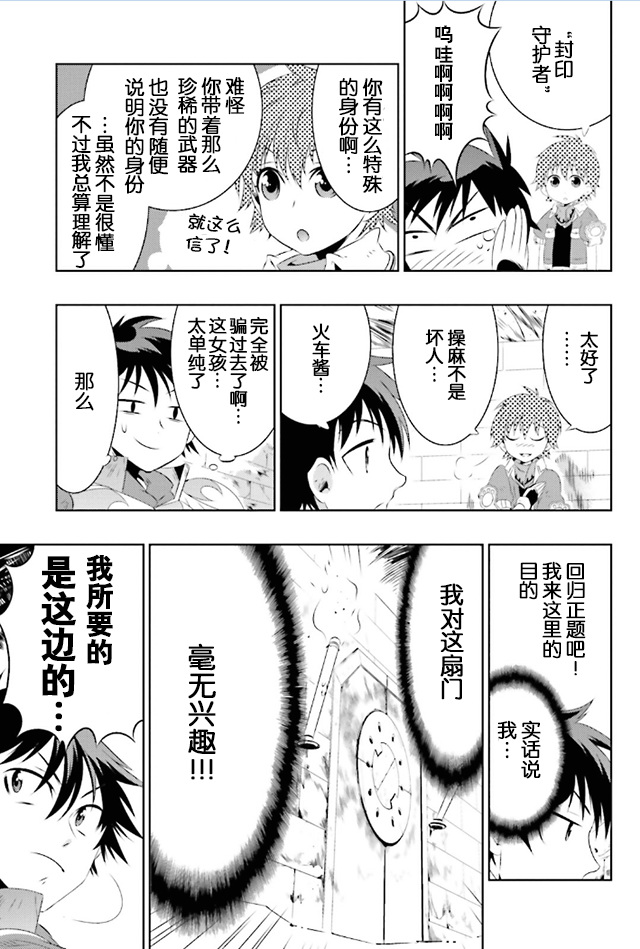 “封印
守护者”
呜哇啊啊啊啊
你有这么特殊
的身份啊…
难怪
你带着那么
珍稀的武器
也没有随便
说明你的身份
…虽然不是很懂
不过我总算理解了
就这么
信了！
太好了
……
操麻不是
坏人…
火车酱…
完全被
骗过去了啊…
这女孩…
太单纯了
那么
回归正题吧！
我来这里的
目的
实话说
我…
我对这扇门
毫无兴趣!!!
我所要的
是这边的…